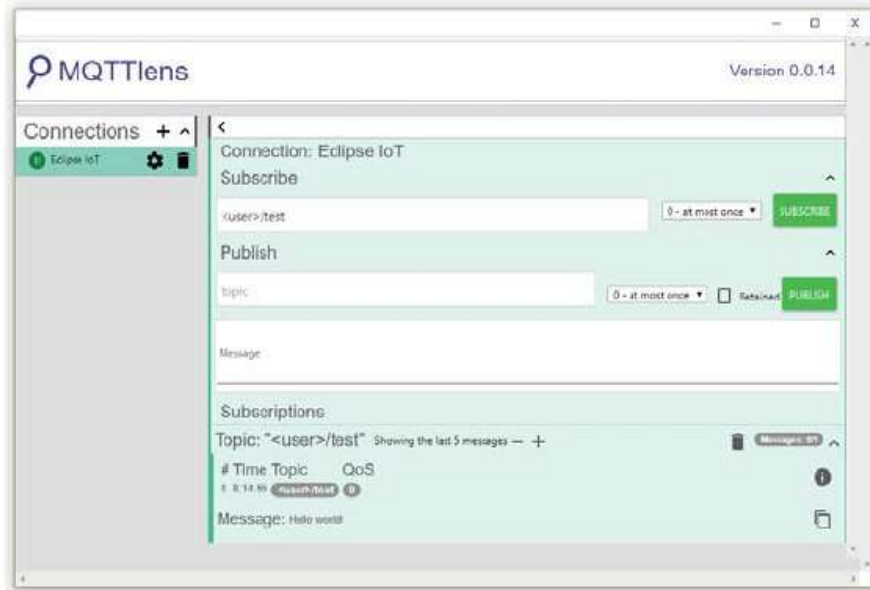 MQTTlens
Version 0.0.14
Connections
Eclipse IoT
Connection: Eclipse IoT
Subscribe
<user>/test
0 - at most once
SUBSCRIBE
Publish
topic
0 - at most once
Retained
PUBLISH
Message
Subscriptions
Topic: "<user>/test" Showing the last 5 messages
# Time Topic QoS
<user>/test 0
Message: Hello world!